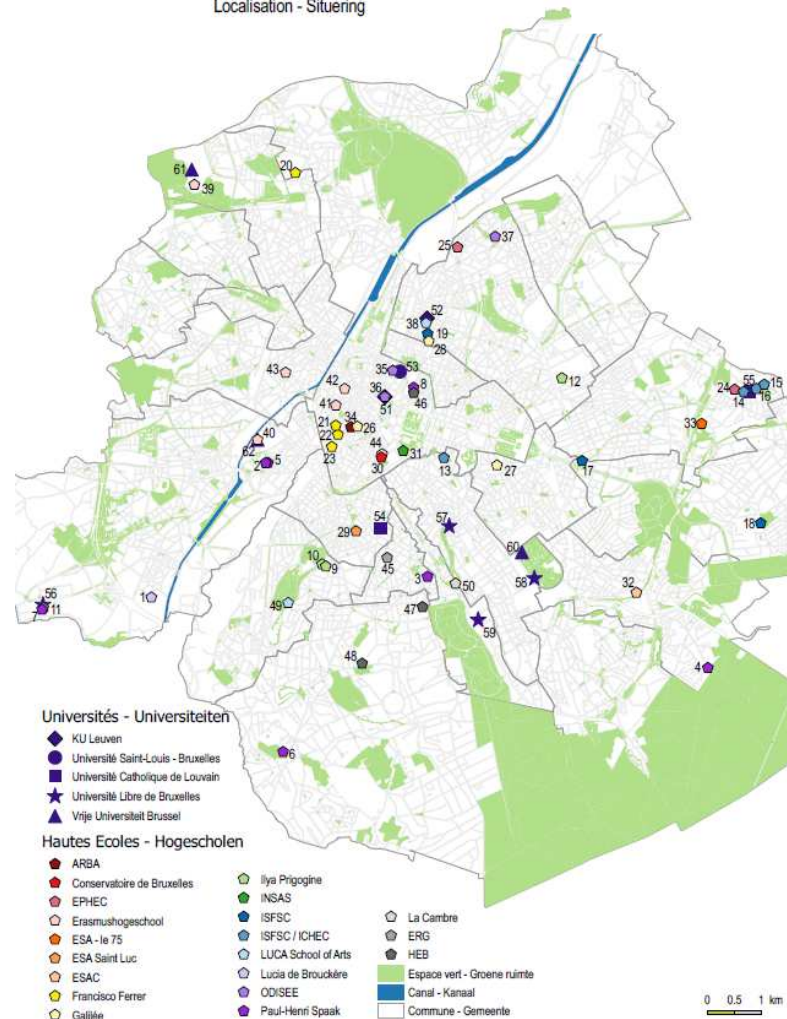 Localisation - Situering
61
39
20
25
37
52
38
19
28
43
42
35
53
36
8
46
51
41
12
55
15
24
14
16
33
21
34
26
22
23
44
30
31
13
27
17
40
62
2
5
18
29
54
57
60
58
10
9
45
3
50
32
56
7
11
1
49
47
59
48
4
6
Universités - Universiteiten
KU Leuven
Université Saint-Louis - Bruxelles
Université Catholique de Louvain
Université Libre de Bruxelles
Vrije Universiteit Brussel
Hautes Ecoles - Hogescholen
ARBA
Conservatoire de Bruxelles
EPHEC
Erasmushogeschool
ESA - le 75
ESA Saint Luc
ESAC
Francisco Ferrer
Galilée
Ilya Prigogine
INSAS
ISFSC
ISFSC / ICHEC
LUCA School of Arts
Lucia de Brouckère
ODISEE
Paul-Henri Spaak
La Cambre
ERG
HEB
Espace vert - Groene ruimte
Canal - Kanaal
Commune - Gemeente
0 0.5 1 km